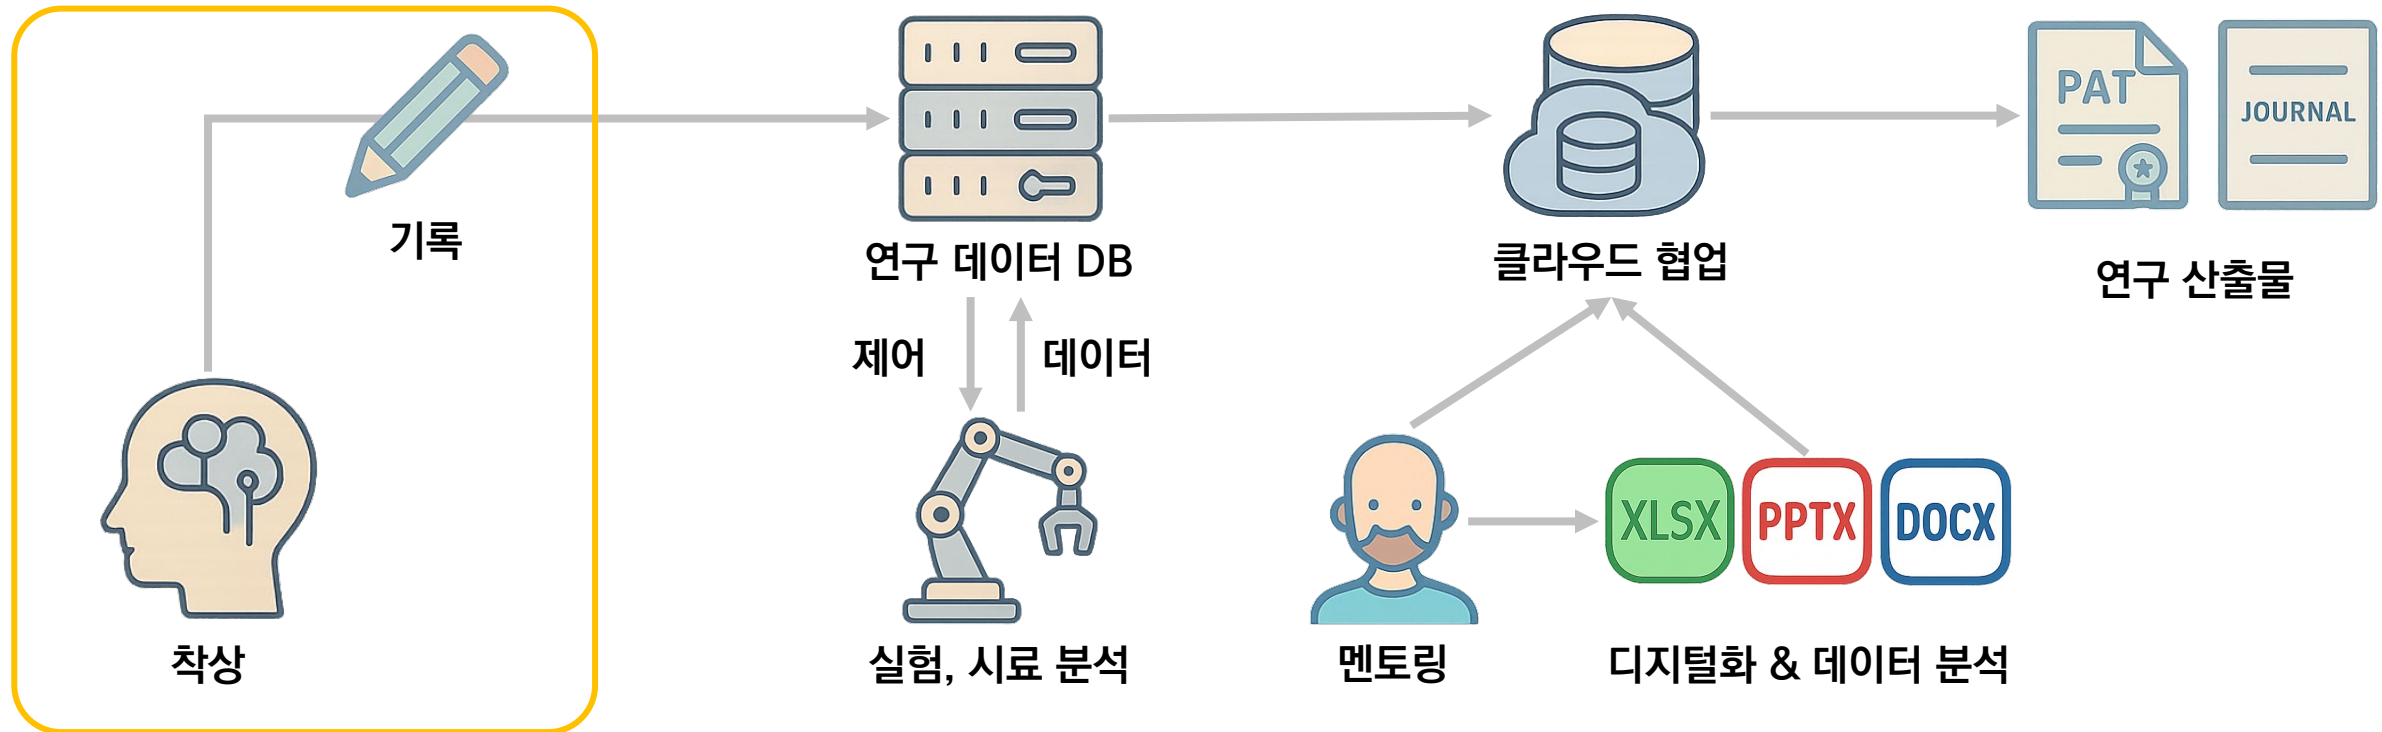 PAT
JOURNAL
기록
연구 데이터 DB
클라우드 협업
연구 산출물
제어
데이터
XLSX
PPTX
DOCX
착상
실험, 시료 분석
멘토링
디지털화 & 데이터 분석